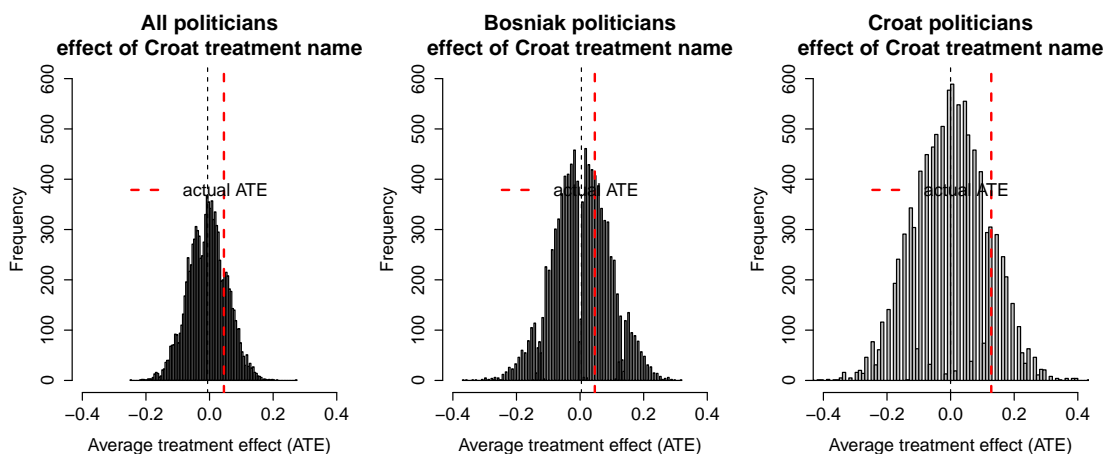 All politicians
effect of Croat treatment name
600
500
400
300
200
100
0
Frequency
actual ATE
−0.4
−0.2
0.0
0.2
0.4
Average treatment effect (ATE)
Bosniak politicians
effect of Croat treatment name
600
500
400
300
200
100
0
Frequency
actual ATE
−0.4
−0.2
0.0
0.2
0.4
Average treatment effect (ATE)
Croat politicians
effect of Croat treatment name
600
500
400
300
200
100
0
Frequency
actual ATE
−0.4
−0.2
0.0
0.2
0.4
Average treatment effect (ATE)